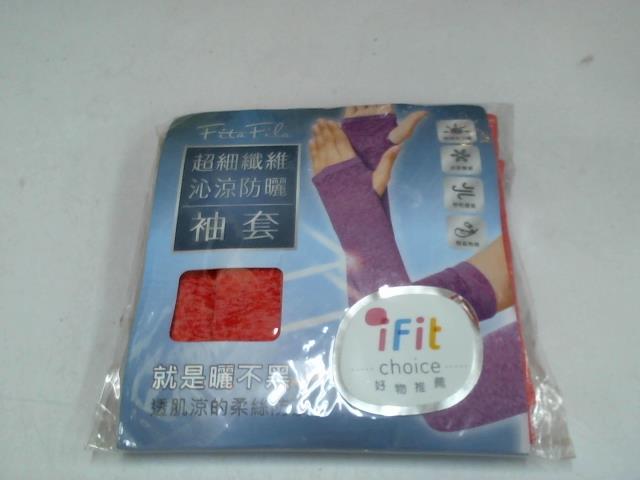 Fita Fila
超細纖維
沁涼防曬
袖套
iFit
choice
好物推薦
就是曬不黑
透肌涼的柔絲防